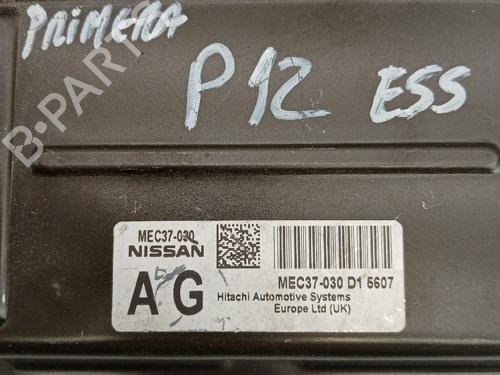 PRIMERA
P12 ESS
B-PARTS
MEC37-030
NISSAN
AG
MEC37-030 D1 5607
Hitachi Automotive Systems
Europe Ltd (UK)